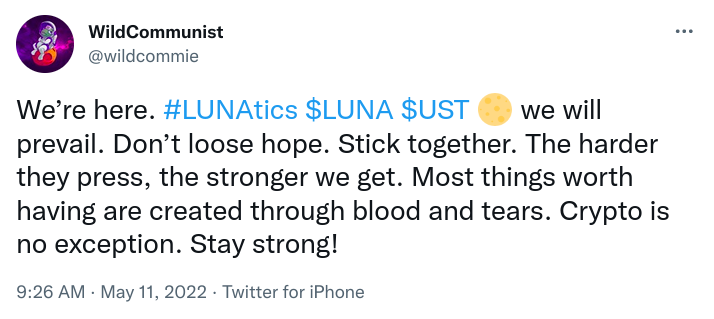 WildCommunist
@wildcommie
We’re here. #LUNAtics $LUNA $UST 🌕 we will
prevail. Don’t loose hope. Stick together. The harder
they press, the stronger we get. Most things worth
having are created through blood and tears. Crypto is
no exception. Stay strong!
9:26 AM · May 11, 2022 · Twitter for iPhone